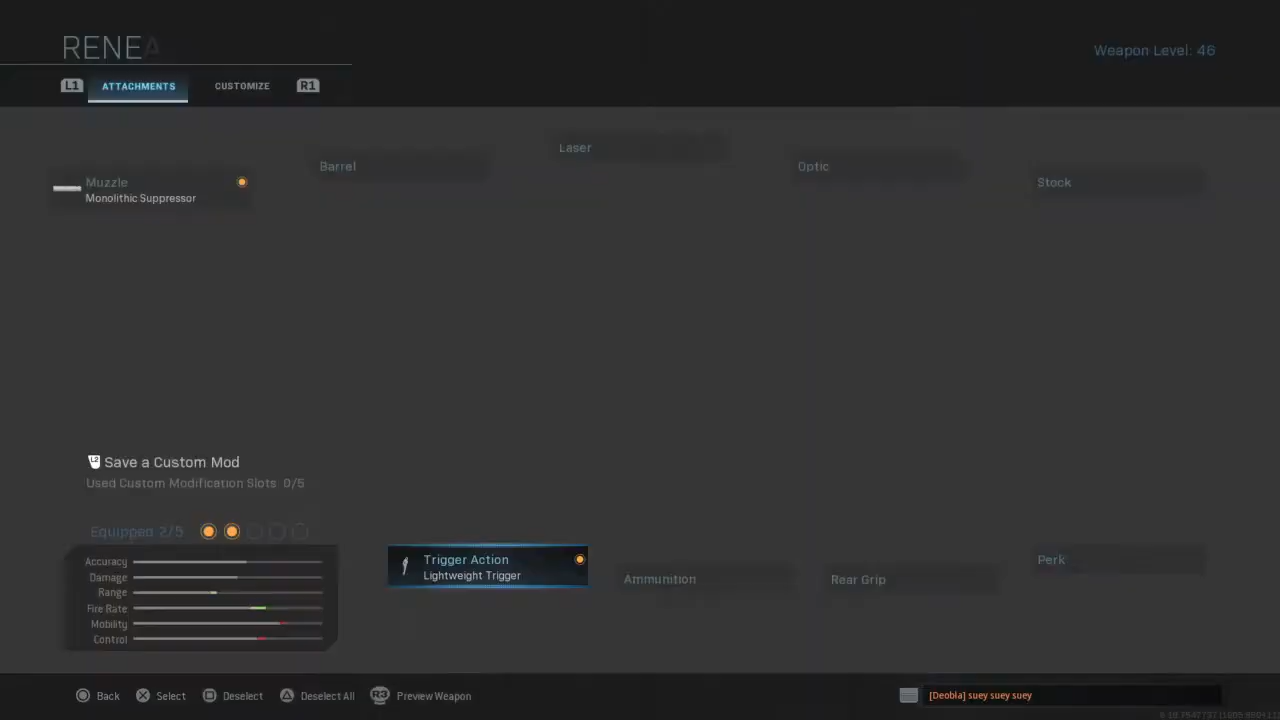 RENEA
Weapon Level: 46
L1 ATTACHMENTS CUSTOMIZE R1
Laser
Barrel
Optic
Muzzle
Monolithic Suppressor
Stock
L2 Save a Custom Mod
Used Custom Modification Slots 0/5
Equipped 2/5
Accuracy
Damage
Range
Fire Rate
Mobility
Control
Trigger Action
Lightweight Trigger
Ammunition
Rear Grip
Perk
Back Select Deselect Deselect All R3 Preview Weapon
[Deobla] suey suey suey